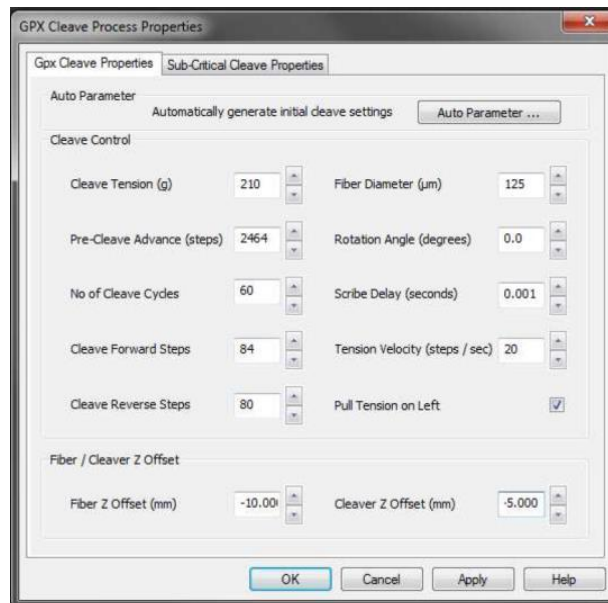 GPX Cleave Process Properties
Gpx Cleave Properties Sub-Critical Cleave Properties
Auto Parameter
Automatically generate initial cleave settings Auto Parameter ...
Cleave Control
Cleave Tension (g) 210 Fiber Diameter (µm) 125
Pre-Cleave Advance (steps) 2464 Rotation Angle (degrees) 0.0
No of Cleave Cycles 60 Scribe Delay (seconds) 0.001
Cleave Forward Steps 84 Tension Velocity (steps / sec) 20
Cleave Reverse Steps 80 Pull Tension on Left
Fiber / Cleaver Z Offset
Fiber Z Offset (mm) -10.00 Cleaver Z Offset (mm) -5.000
OK Cancel Apply Help